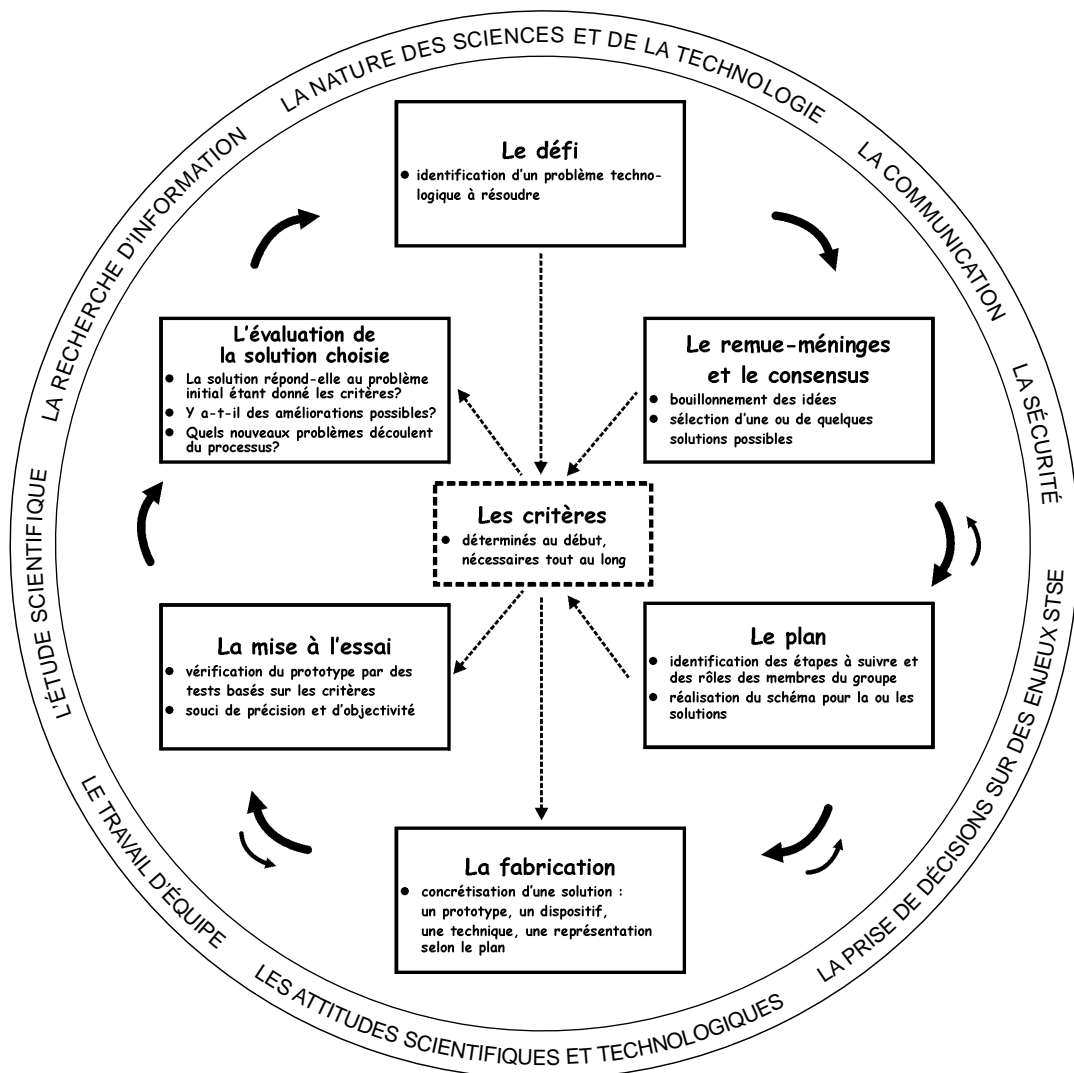 LA NATURE DES SCIENCES ET DE LA TECHNOLOGIE
LA COMMUNICATION
LA SÉCURITÉ
LA PRISE DE DÉCISIONS SUR DES ENJEUX STSE
LES ATTITUDES SCIENTIFIQUES ET TECHNOLOGIQUES
LE TRAVAIL D'ÉQUIPE
L'ÉTUDE SCIENTIFIQUE
LA RECHERCHE D'INFORMATION
Le défi
• identification d'un problème techno-
logique à résoudre
Le remue-méninges
et le consensus
• bouillonnement des idées
• sélection d'une ou de quelques
solutions possibles
Le plan
• identification des étapes à suivre et
des rôles des membres du groupe
• réalisation du schéma pour la ou les
solutions
La fabrication
• concrétisation d'une solution :
un prototype, un dispositif,
une technique, une représentation
selon le plan
La mise à l'essai
• vérification du prototype par des
tests basés sur les critères
• souci de précision et d'objectivité
L'évaluation de
la solution choisie
• La solution répond-elle au problème
initial étant donné les critères?
• Y a-t-il des améliorations possibles?
• Quels nouveaux problèmes découlent
du processus?
Les critères
• déterminés au début,
nécessaires tout au long